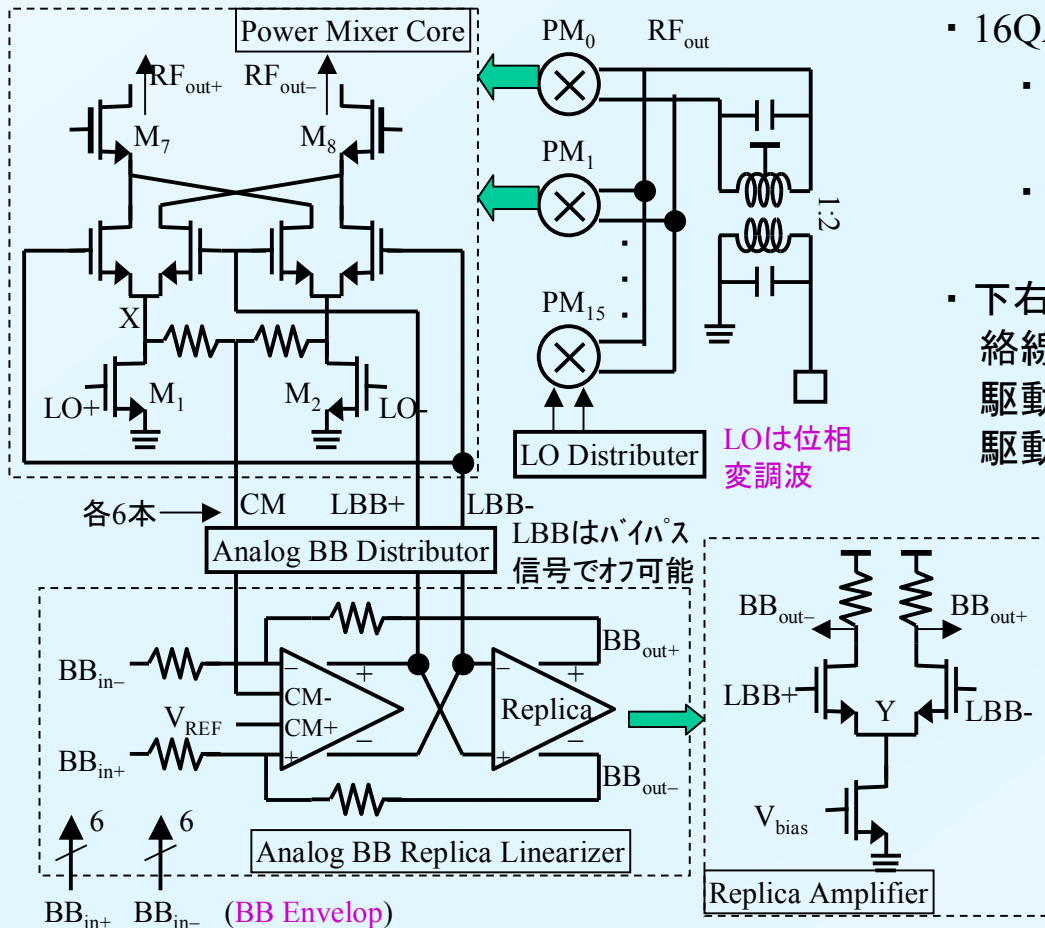 Power Mixer Core
RFout+
RFout–
M7
M8
X
M1
M2
LO+
LO-
PM0
RFout
PM1
PM15
1:2
LO Distributer
LOは位相
変調波
・16Q
・
・
・下右
絡線
駆動
駆動
各6本
CM
LBB+
LBB-
Analog BB Distributor
LBBはバイパス
信号でオフ可能
BBin–
VREF
BBin+
−
CM-
CM+
+
+
−
−
+
Replica
+
−
BBout+
BBout–
6
6
Analog BB Replica Linearizer
BBin+
BBin–
(BB Envelop)
BBout–
BBout+
LBB+
Y
LBB-
Vbias
Replica Amplifier